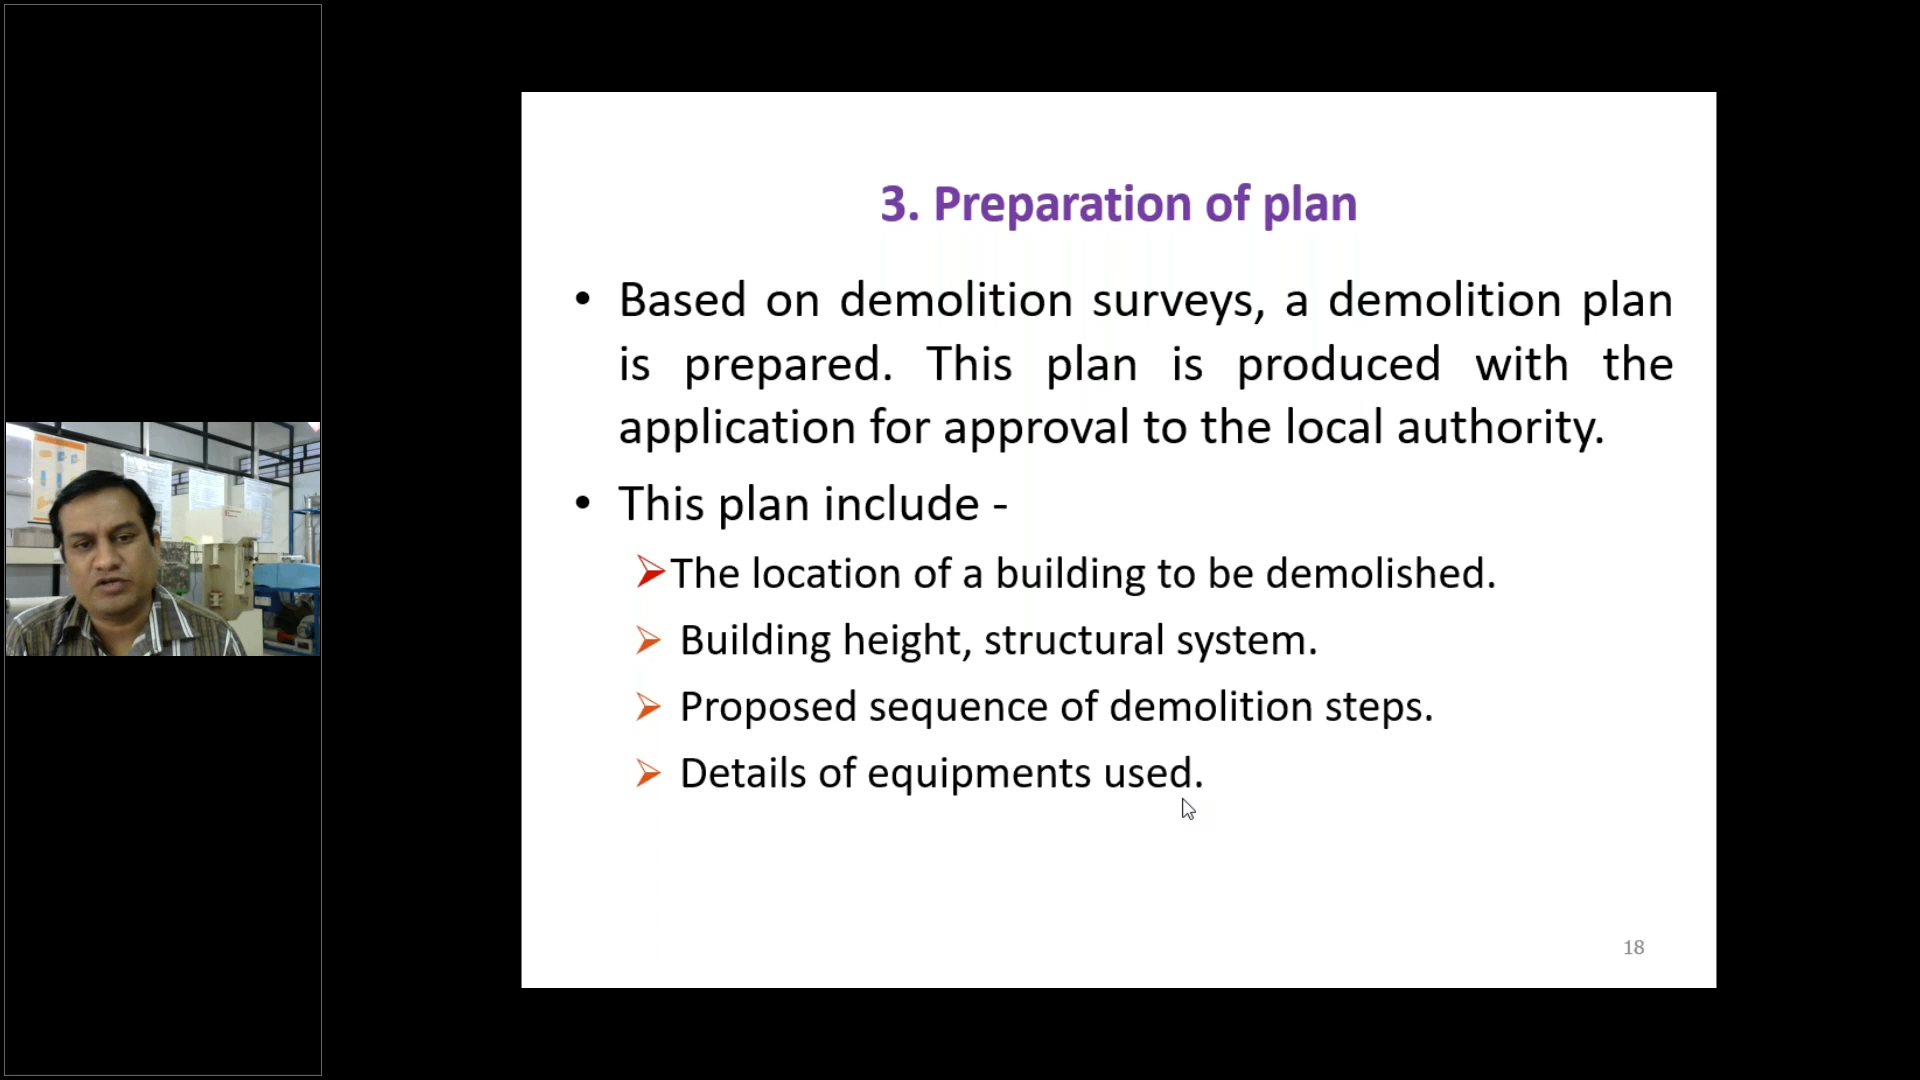 3. Preparation of plan
• Based on demolition surveys, a demolition plan
is prepared. This plan is produced with the
application for approval to the local authority.
• This plan include -
➢The location of a building to be demolished.
➢ Building height, structural system.
➢ Proposed sequence of demolition steps.
➢ Details of equipments used.
18